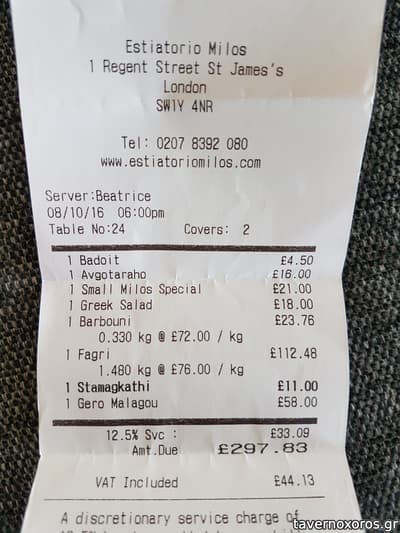 Estiatorio Milos
1 Regent Street St James's
London
SW1Y 4NR
Tel: 0207 8392 080
www.estiatoriomilos.com
Server:Beatrice
08/10/16 06:00pm
Table No:24 Covers: 2
1 Badoit £4.50
1 Avgotaraho £16.00
1 Small Milos Special £21.00
1 Greek Salad £18.00
1 Barbouni £23.76
0.330 kg @ £72.00 / kg
1 Fagri £112.48
1.480 kg @ £76.00 / kg
1 Stamagkathi £11.00
1 Gero Malagou £58.00
12.5% Svc : £33.09
Amt.Due £297.83
VAT Included £44.13
A discretionary service charge of
tavernoxoros.gr